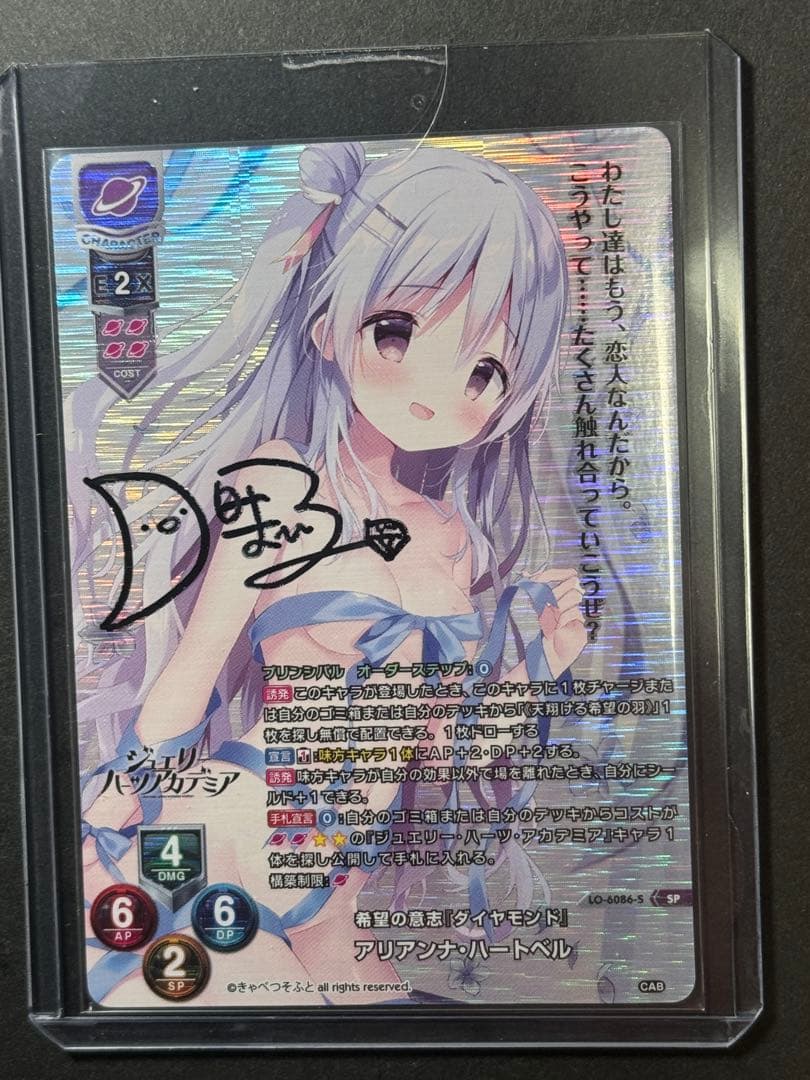 CHARACTER
E 2 X
COST
わたし達はもう、恋人なんだから。
こうやって……たくさん触れ合っていこうぜ?
プリンシパル オーダーステップ:0
誘発 このキャラが登場したとき、このキャラに1枚チャージまた
は自分のゴミ箱または自分のデッキから「《天翔ける希望の羽》」1
枚を探し無償で配置できる。1枚ドローする
宣言 T:味方キャラ1体にAP+2・DP+2する。
誘発 味方キャラが自分の効果以外で場を離れたとき、自分にシー
ルド+1できる。
手札宣言 0:自分のゴミ箱または自分のデッキからコストが
の『ジュエリー・ハーツ・アカデミア』キャラ1
体を探し公開して手札に入れる。
構築制限:
ジュエリー
ハーツアカデミア
4
DMG
6
AP
6
DP
2
SP
LO-6086-S SP
希望の意志『ダイヤモンド』
アリアンナ・ハートベル
©きゃべつそふと all rights reserved.
CAB